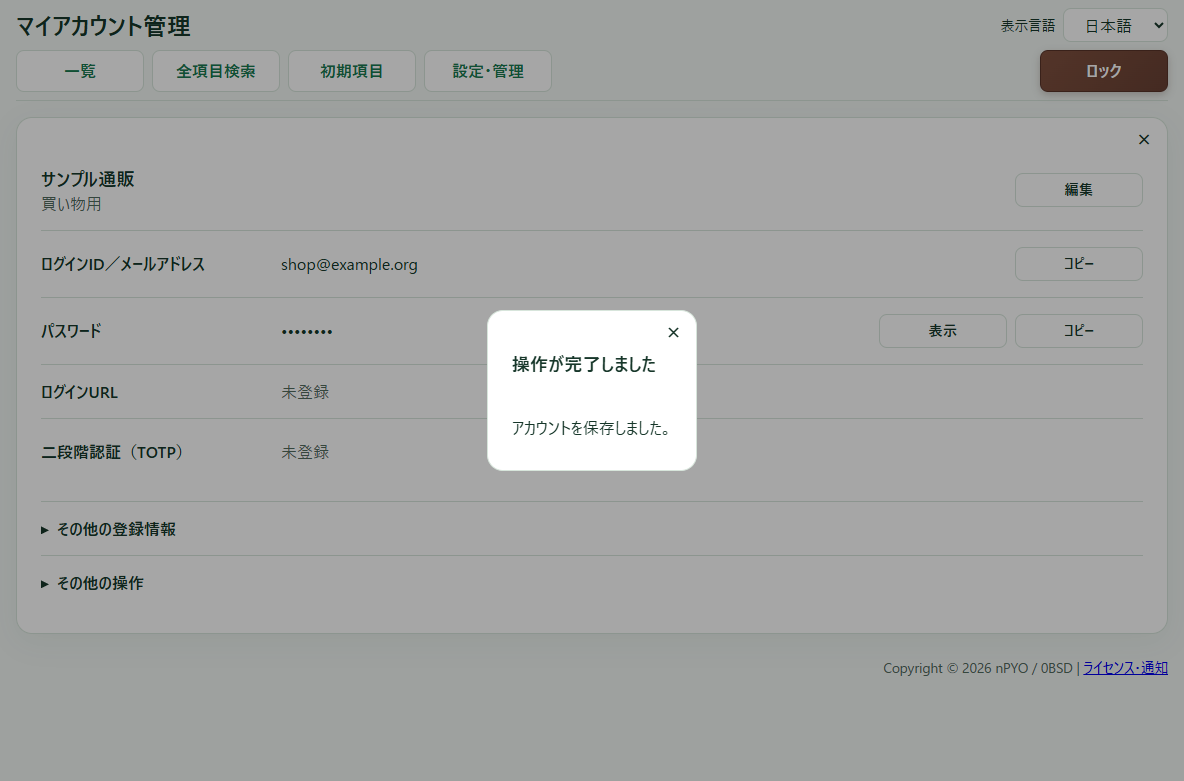 マイアカウント管理
表示言語 日本語
一覧 全項目検索 初期項目 設定・管理 ロック
×
サンプル通販
買い物用
編集
ログインID／メールアドレス shop@example.org コピー
パスワード •••••••• 表示 コピー
×
操作が完了しました
アカウントを保存しました。
ログインURL 未登録
二段階認証（TOTP） 未登録
▸ その他の登録情報
▸ その他の操作
Copyright © 2026 nPYO / 0BSD | ライセンス・通知